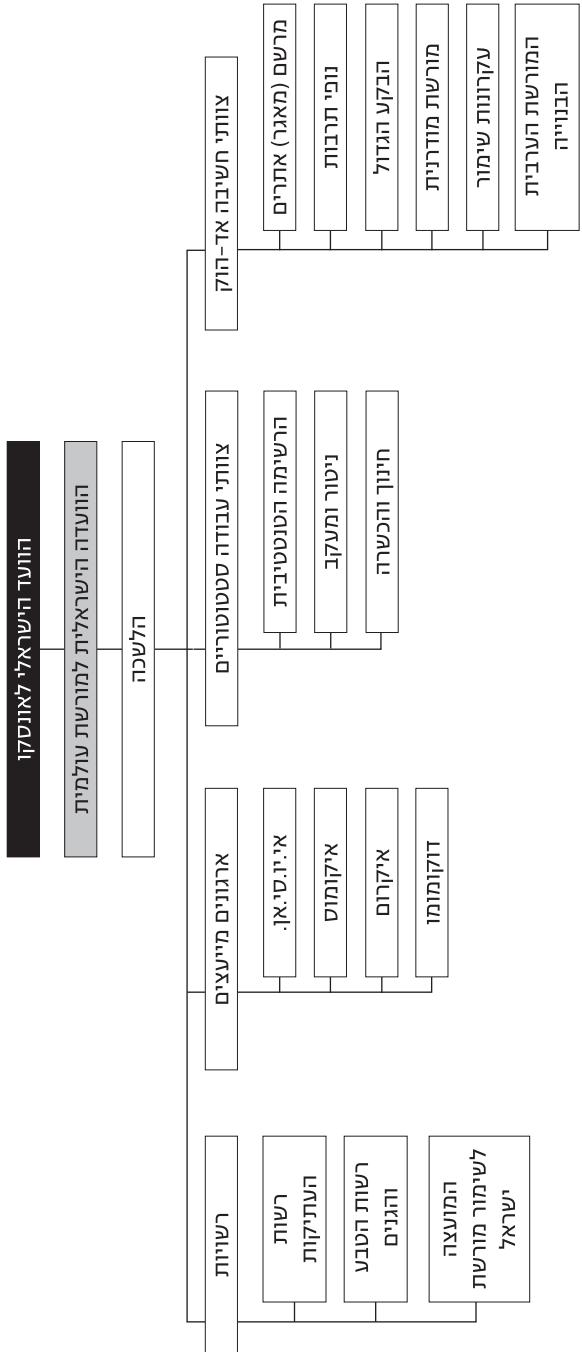 הוועד הישראלי לאונסקו
הוועדה הישראלית למורשת עולמית
הלשכה
צוותי חשיבה אד-הוק
מרשם (מאגר) אתרים
נופי תרבות
הבקע הגדול
מורשת מודרנית
עקרונות שימור
המורשת הערבית
הבנויה
צוותי עבודה סטטוטוריים
הרשימה הטנטטיבית
ניטור ומעקב
חינוך והכשרה
ארגונים מייעצים
אי.יו.סי.אן.
איקומוס
איקרום
דוקומומו
רשויות
רשות
העתיקות
רשות הטבע
והגנים
המועצה
לשימור מורשת
ישראל